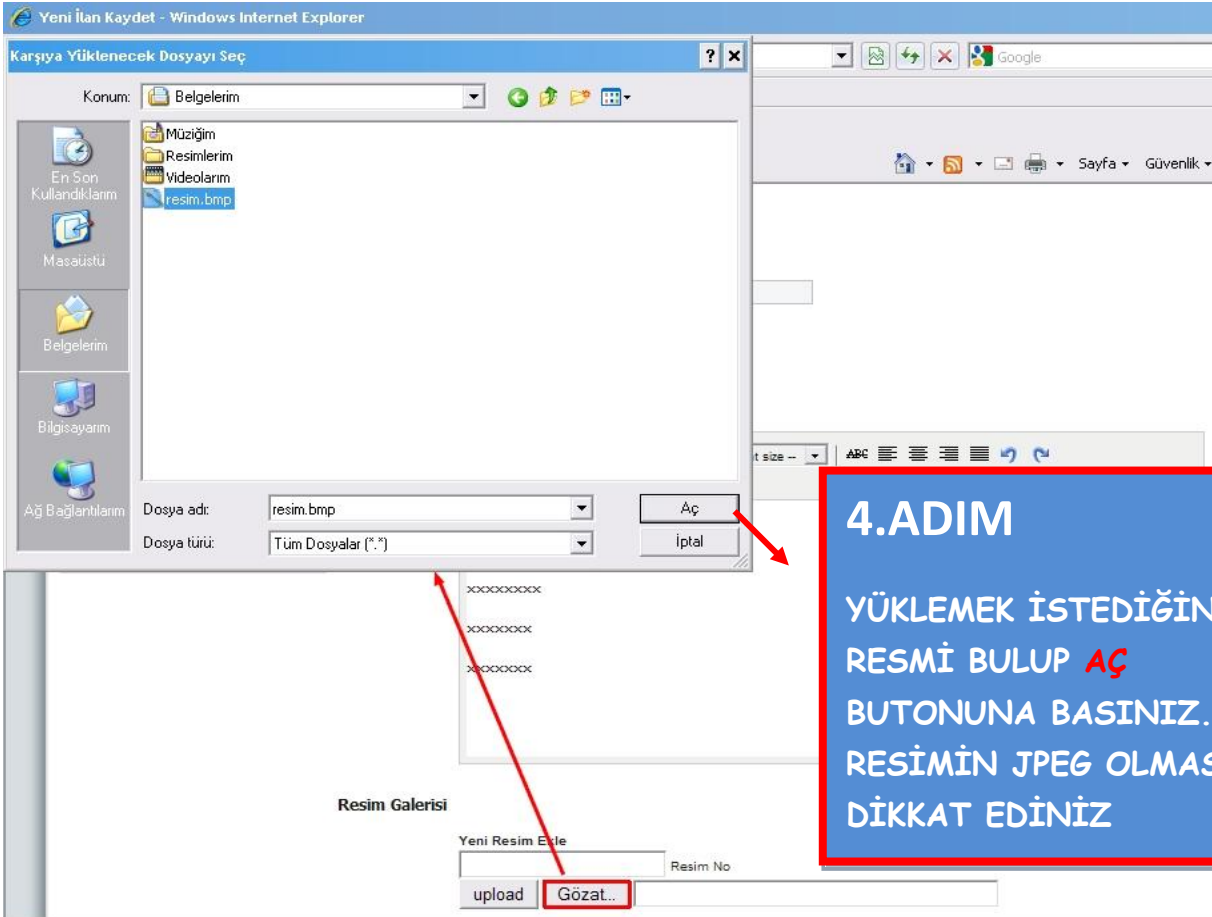 Yeni İlan Kaydet - Windows Internet Explorer
Karşıya Yüklenecek Dosyayı Seç
Google
Konum:
Belgelerim
Müziğim
Resimlerim
Videolarım
resim.bmp
En Son
Kullandıklarım
Masaüstü
Belgelerim
Bilgisayarım
Ağ Bağlantılarım
Sayfa
Güvenlik
Dosya adı:
resim.bmp
Aç
Dosya türü:
Tüm Dosyalar (*.*)
İptal
size --
ABC
xxxxxxxx
xxxxxxx
xxxxxxx
4.ADIM
YÜKLEMEK İSTEDİĞİN
RESMİ BULUP AÇ
BUTONUNA BASINIZ.
RESİMİN JPEG OLMAS
DİKKAT EDİNİZ
Resim Galerisi
Yeni Resim Ekle
Resim No
upload
Gözat...